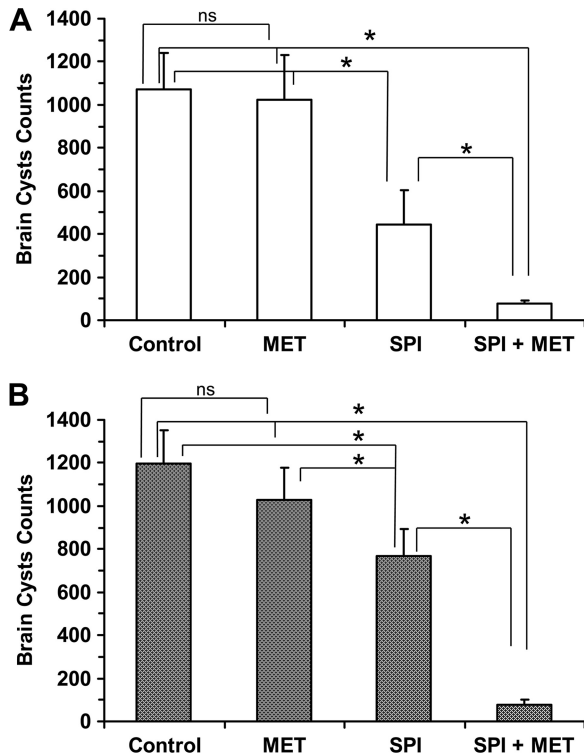 A
Brain Cysts Counts
1400
1200
1000
800
600
400
200
0
ns
*
*
*
Control MET SPI SPI + MET
B
Brain Cysts Counts
1400
1200
1000
800
600
400
200
0
ns
*
*
*
*
Control MET SPI SPI + MET